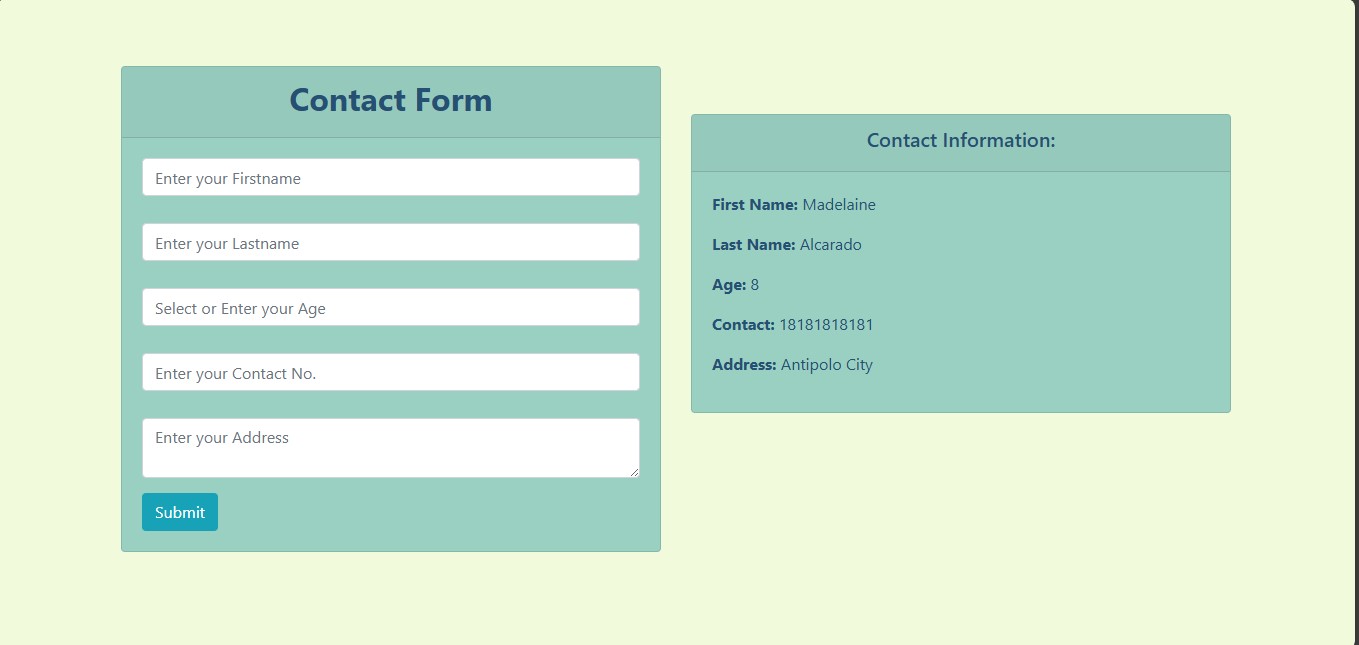 Contact Form
Enter your Firstname
Enter your Lastname
Select or Enter your Age
Enter your Contact No.
Enter your Address
Submit
Contact Information:
First Name: Madelaine
Last Name: Alcarado
Age: 8
Contact: 18181818181
Address: Antipolo City